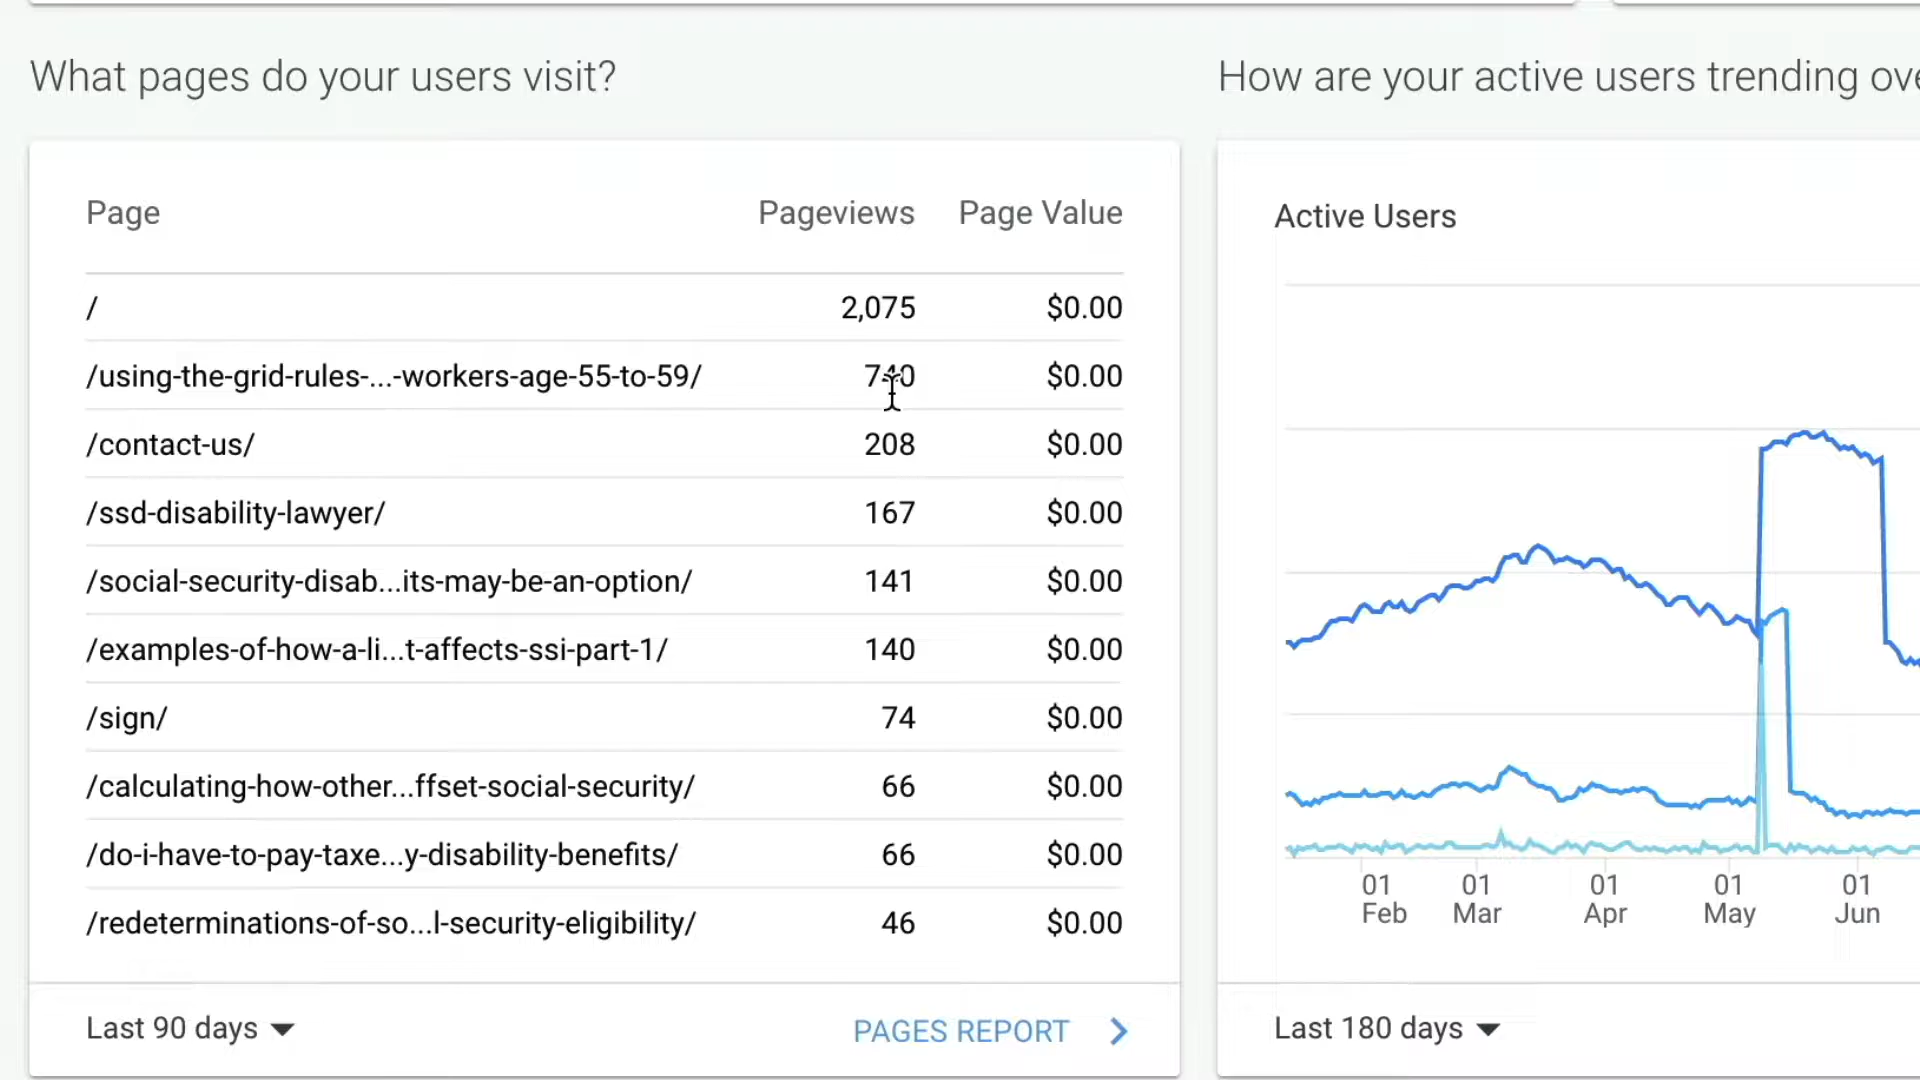 What pages do your users visit?
Page Pageviews Page Value
/ 2,075 $0.00
/using-the-grid-rules-...-workers-age-55-to-59/ 740 $0.00
/contact-us/ 208 $0.00
/ssd-disability-lawyer/ 167 $0.00
/social-security-disab...its-may-be-an-option/ 141 $0.00
/examples-of-how-a-li...t-affects-ssi-part-1/ 140 $0.00
/sign/ 74 $0.00
/calculating-how-other...ffset-social-security/ 66 $0.00
/do-i-have-to-pay-taxe...y-disability-benefits/ 66 $0.00
/redeterminations-of-so...l-security-eligibility/ 46 $0.00
Last 90 days PAGES REPORT
How are your active users trending ove
Active Users
01 01 01 01 01
Feb Mar Apr May Jun
Last 180 days